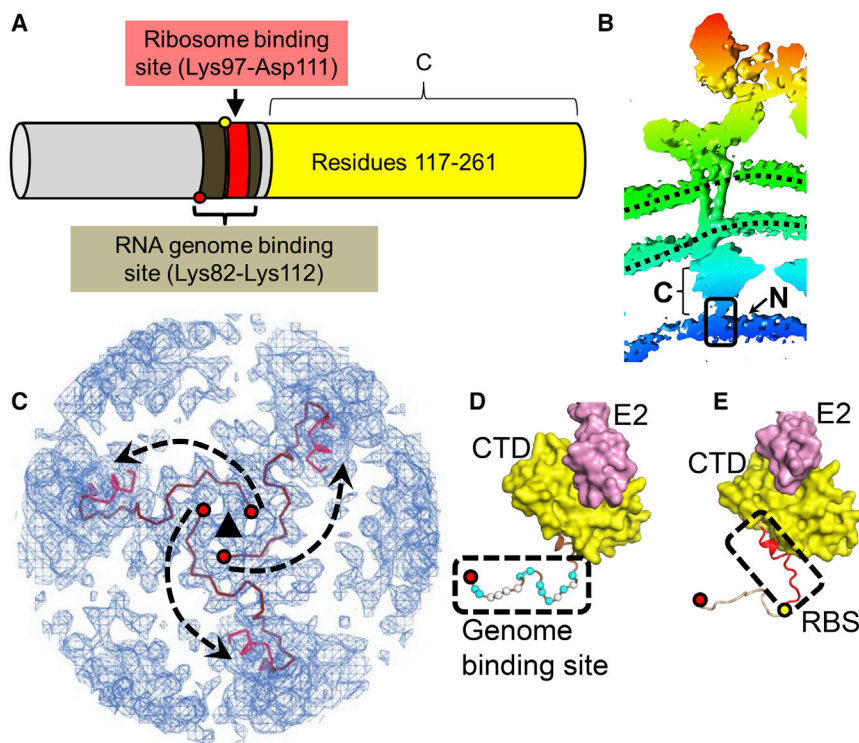 A
Ribosome binding
site (Lys97-Asp111)
C
Residues 117-261
RNA genome binding
site (Lys82-Lys112)
B
C
N
C
D
E2
CTD
Genome
binding site
E
E2
CTD
RBS